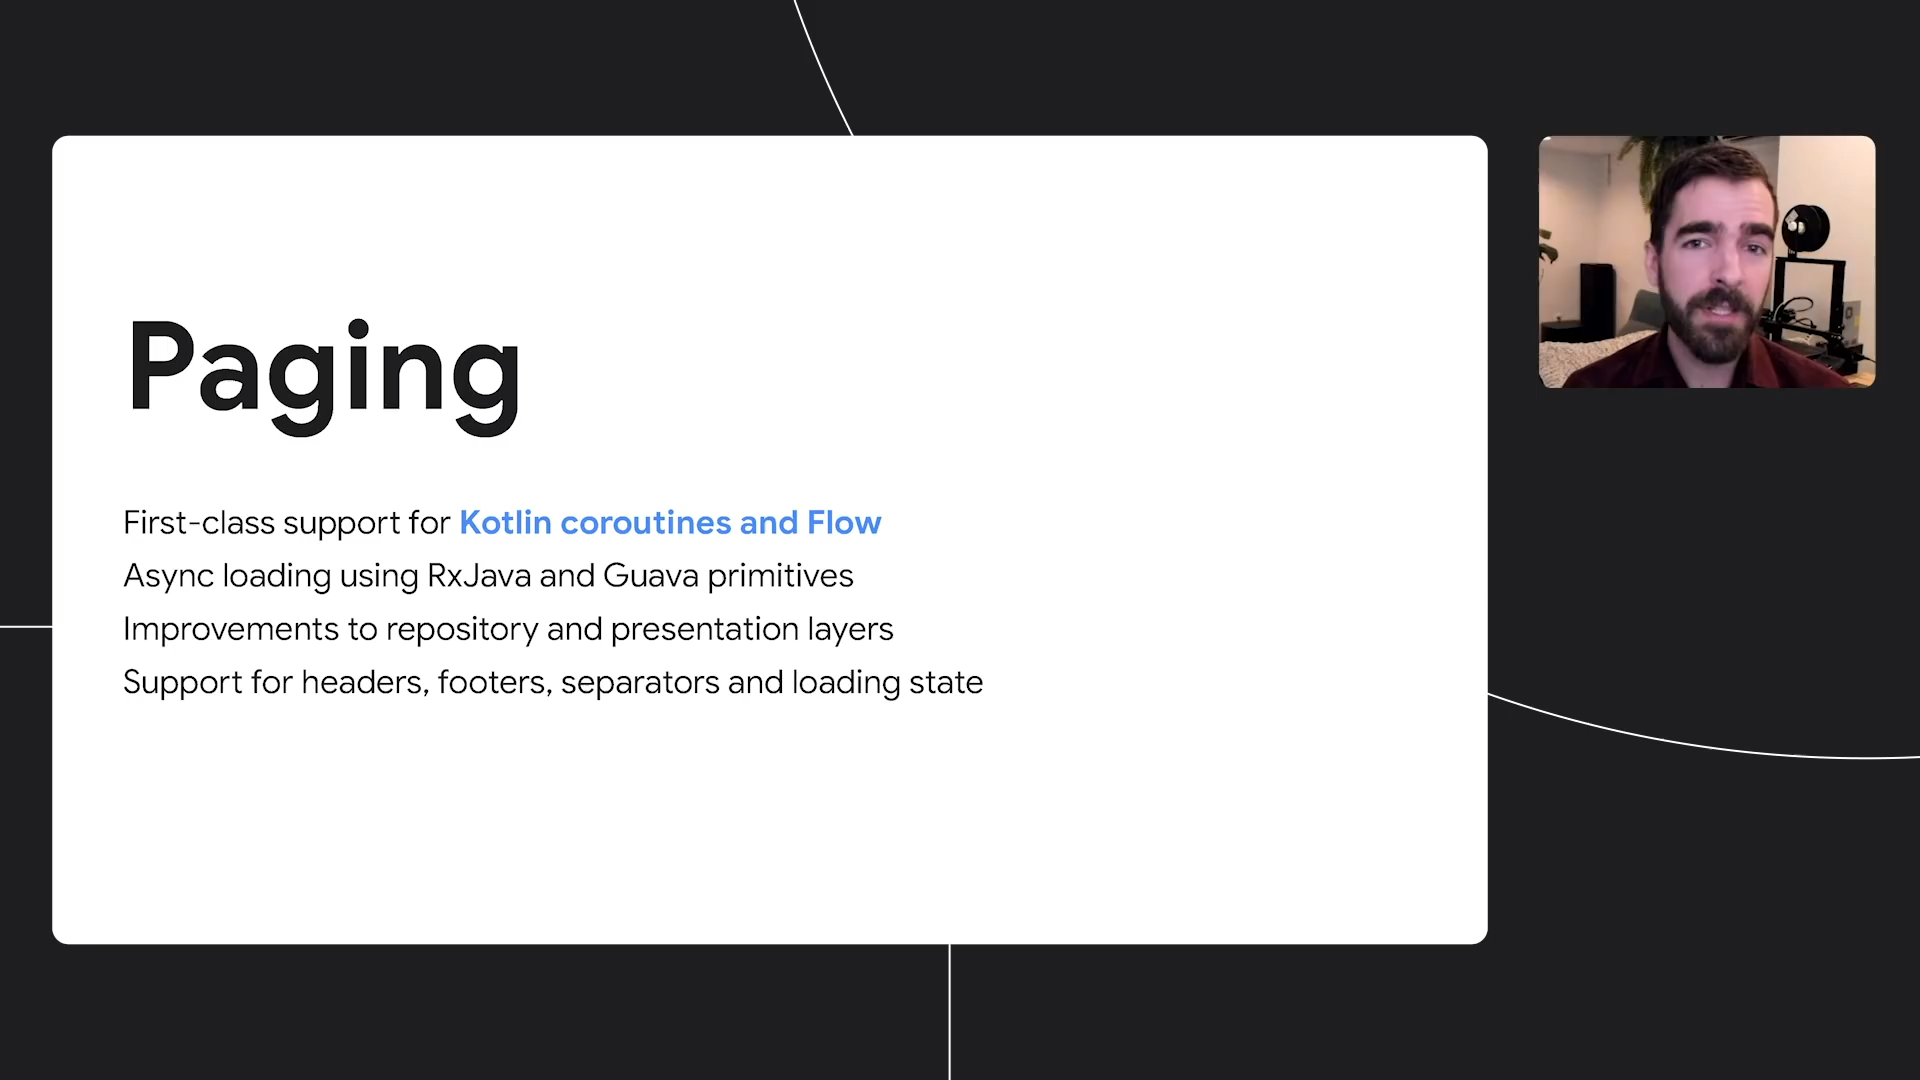 Paging
First-class support for Kotlin coroutines and Flow
Async loading using RxJava and Guava primitives
Improvements to repository and presentation layers
Support for headers, footers, separators and loading state